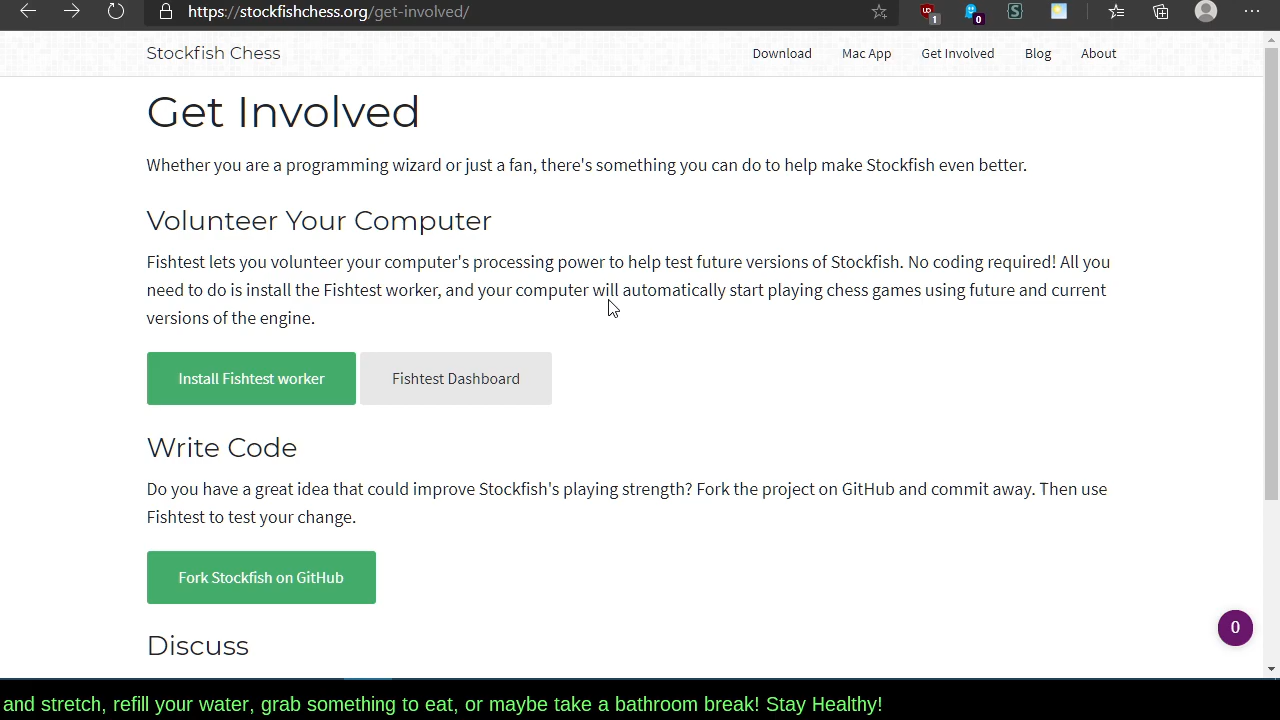 https://stockfishchess.org/get-involved/
1
0
Stockfish Chess
Download
Mac App
Get Involved
Blog
About
Get Involved
Whether you are a programming wizard or just a fan, there's something you can do to help make Stockfish even better.
Volunteer Your Computer
Fishtest lets you volunteer your computer's processing power to help test future versions of Stockfish. No coding required! All you
need to do is install the Fishtest worker, and your computer will automatically start playing chess games using future and current
versions of the engine.
Install Fishtest worker
Fishtest Dashboard
Write Code
Do you have a great idea that could improve Stockfish's playing strength? Fork the project on GitHub and commit away. Then use
Fishtest to test your change.
Fork Stockfish on GitHub
0
Discuss
and stretch, refill your water, grab something to eat, or maybe take a bathroom break! Stay Healthy!